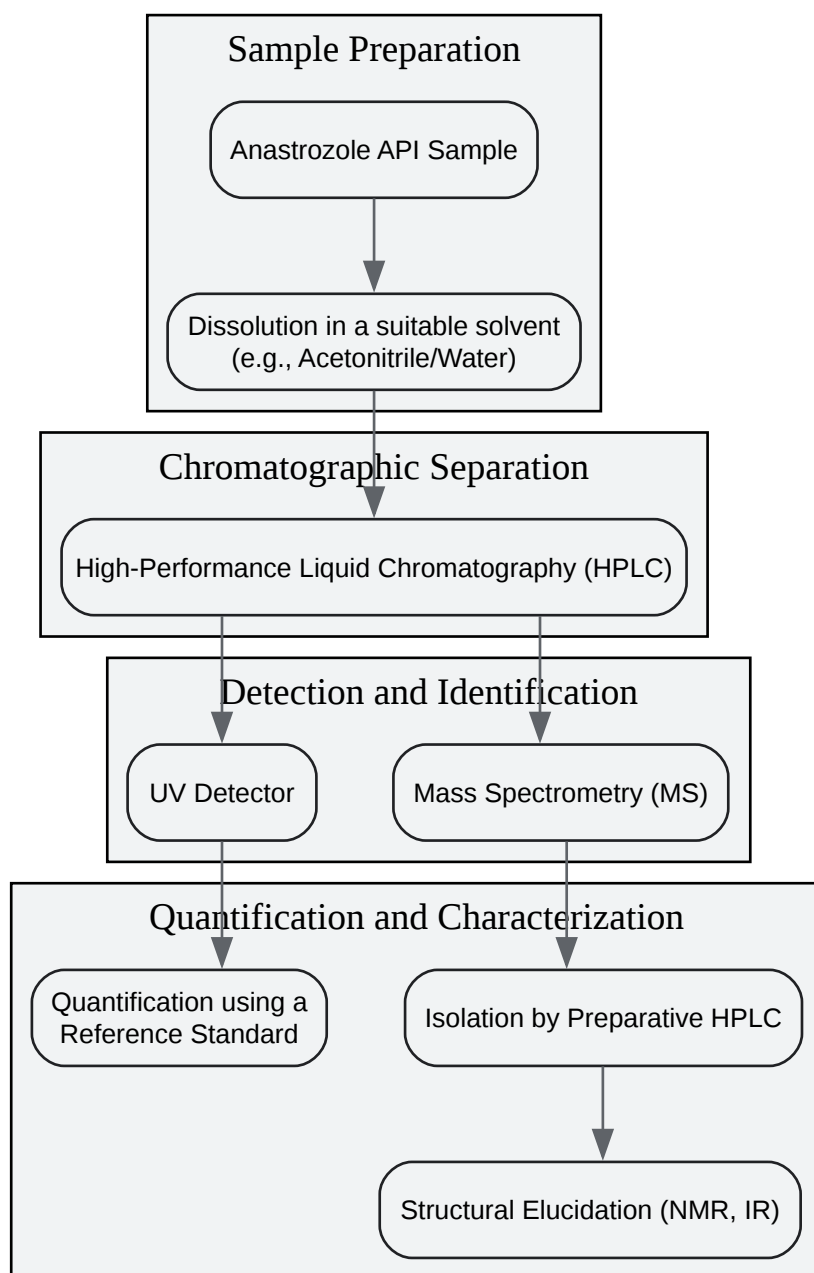 Sample Preparation
Anastrozole API Sample
Dissolution in a suitable solvent
(e.g., Acetonitrile/Water)
Chromatographic Separation
High-Performance Liquid Chromatography (HPLC)
Detection and Identification
UV Detector
Mass Spectrometry (MS)
Quantification and Characterization
Quantification using a
Reference Standard
Isolation by Preparative HPLC
Structural Elucidation (NMR, IR)